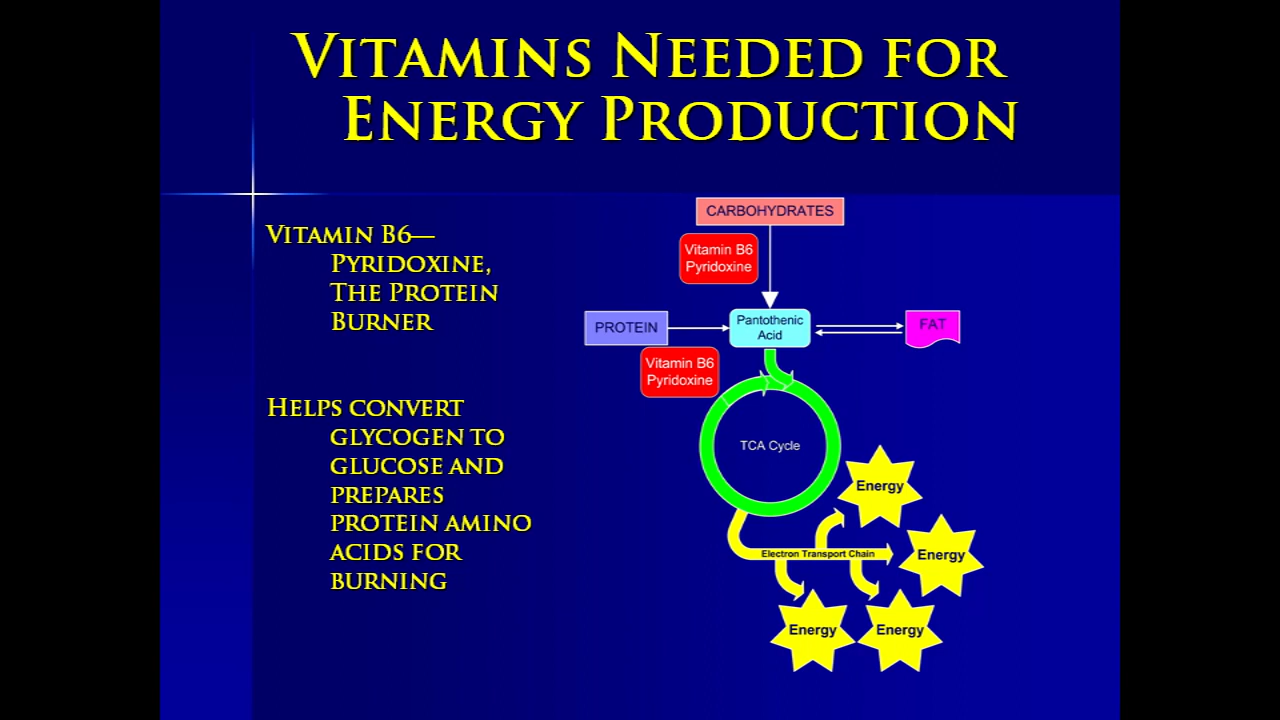 VITAMINS NEEDED FOR
ENERGY PRODUCTION
VITAMIN B6—
PYRIDOXINE,
THE PROTEIN
BURNER
HELPS CONVERT
GLYCOGEN TO
GLUCOSE AND
PREPARES
PROTEIN AMINO
ACIDS FOR
BURNING
CARBOHYDRATES
Vitamin B6
Pyridoxine
PROTEIN
Pantothenic
Acid
FAT
Vitamin B6
Pyridoxine
TCA Cycle
Energy
Electron Transport Chain
Energy
Energy
Energy